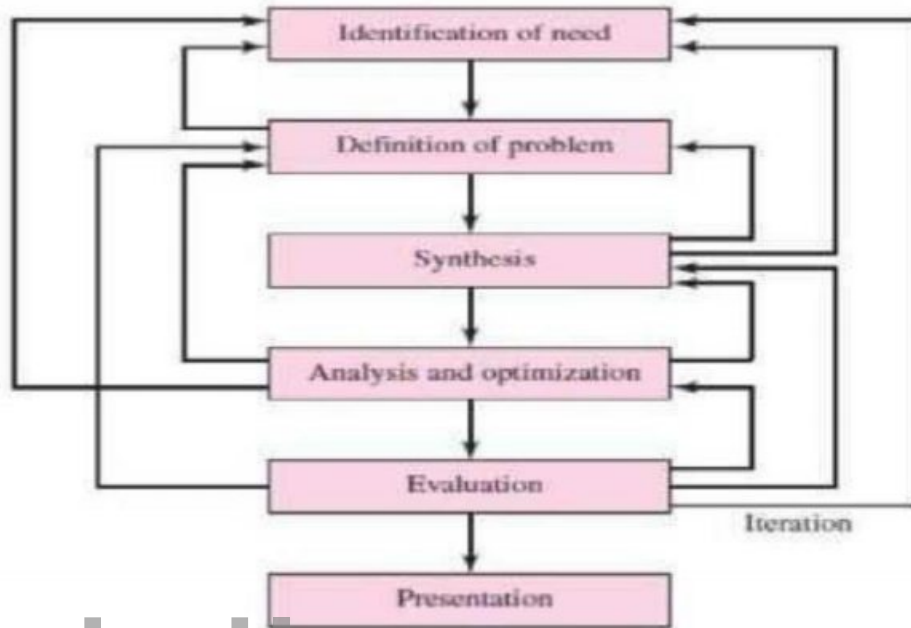 Identification of need
Definition of problem
Synthesis
Analysis and optimization
Evaluation
Iteration
Presentation